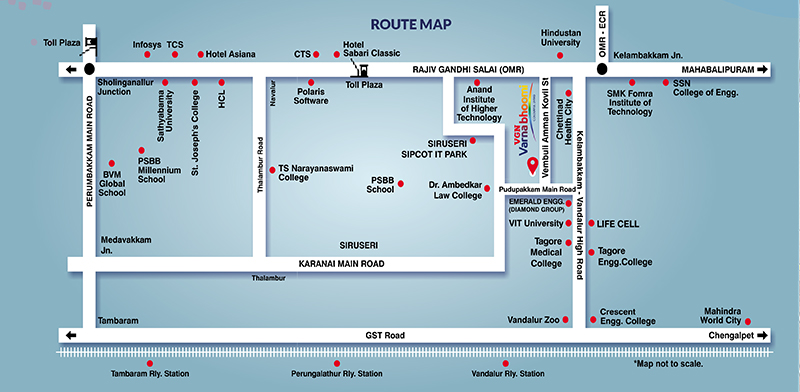 ROUTE MAP
Toll Plaza
Infosys
TCS
Hotel Asiana
CTS
Hotel
Sabari Classic
Hindustan
University
OMR - ECR
Kelambakkam Jn.
RAJIV GANDHI SALAI (OMR)
MAHABALIPURAM
Toll Plaza
Sholinganallur
Junction
Sathyabama
University
St. Joseph's College
HCL
Navalur
Polaris
Software
Anand
Institute
of Higher
Technology
VGN
Varnabhoomi
Vembuli Amman Kovil St
Chettinad
Health City
SMK Fomra
Institute of
Technology
SSN
College of Engg.
PERUMBAKKAM MAIN ROAD
BVM
Global
School
PSBB
Millennium
School
Thalambur Road
TS Narayanaswami
College
PSBB
School
SIRUSERI
SIPCOT IT PARK
Dr. Ambedkar
Law College
Pudupakkam Main Road
Kelambakkam - Vandalur High Road
EMERALD ENGG.
(DIAMOND GROUP)
VIT University
LIFE CELL
Tagore
Medical
College
Tagore
Engg.College
Medavakkam
Jn.
SIRUSERI
KARANAI MAIN ROAD
Thalambur
Tambaram
Vandalur Zoo
Crescent
Engg. College
Mahindra
World City
GST Road
Chengalpet
*Map not to scale.
Tambaram Rly. Station
Perungalathur Rly. Station
Vandalur Rly. Station